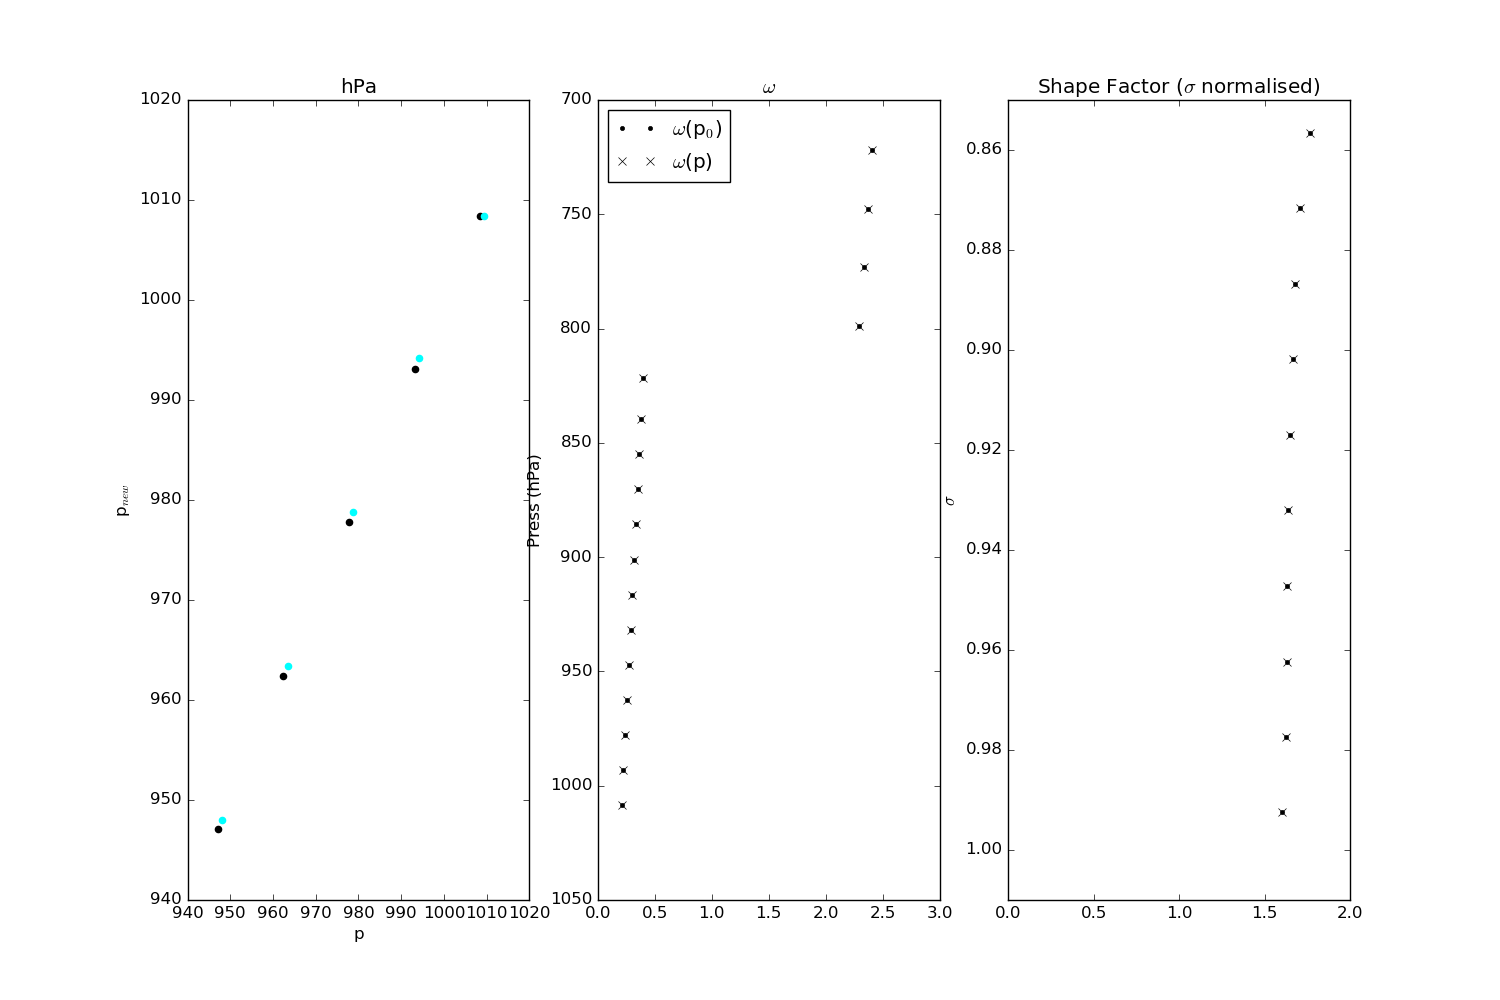 hPa
1020
1010
1000
990
980
970
960
950
940
p_new
940 950 960 970 980 990 1000 1010 1020
p
ω
700
750
800
850
900
950
1000
1050
Press (hPa)
ω(p₀)
ω(p)
0.0 0.5 1.0 1.5 2.0 2.5 3.0
Shape Factor (σ normalised)
0.86
0.88
0.90
0.92
0.94
0.96
0.98
1.00
σ
0.0 0.5 1.0 1.5 2.0